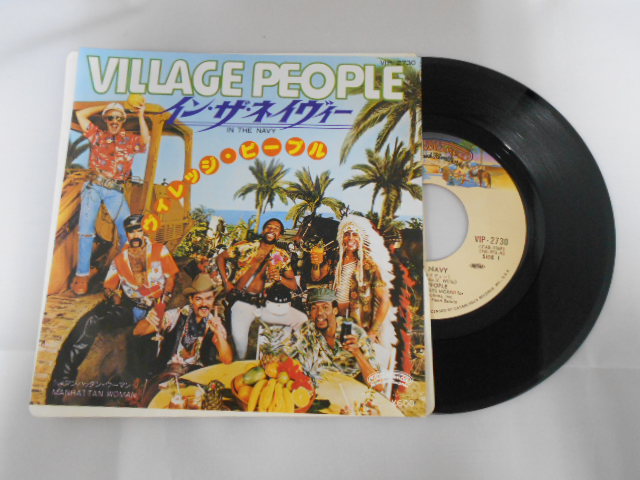 VIP-2730
VILLAGE PEOPLE
イン・ザ・ネイヴィー
IN THE NAVY
ヴィレッジ・ピープル
マンハッタン・ウーマン
MANHATTAN WOMAN
¥600
VIP-2730
SIDE 1
NAVY
PEOPLE